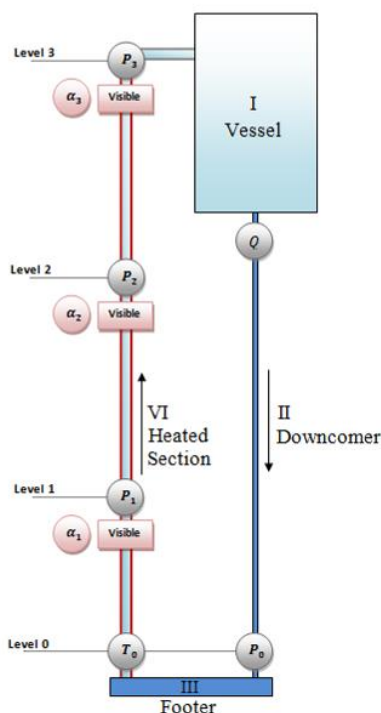 Level 3
P₃
α₃
Visible
I
Vessel
Q
Level 2
P₂
α₂
Visible
VI
Heated
Section
II
Downcomer
Level 1
P₁
α₁
Visible
Level 0
T₀
P₀
III
Footer